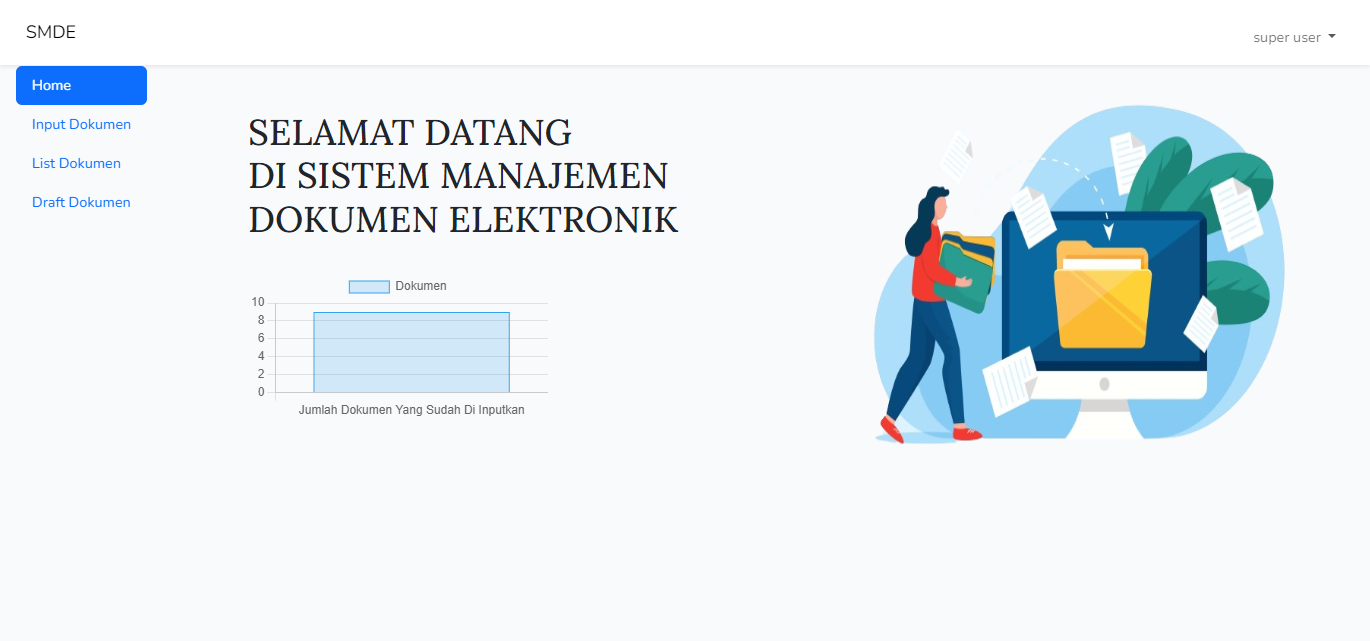 SMDE
super user
Home
Input Dokumen
List Dokumen
Draft Dokumen
SELAMAT DATANG
DI SISTEM MANAJEMEN
DOKUMEN ELEKTRONIK
Dokumen
10
8
6
4
2
0
Jumlah Dokumen Yang Sudah Di Inputkan